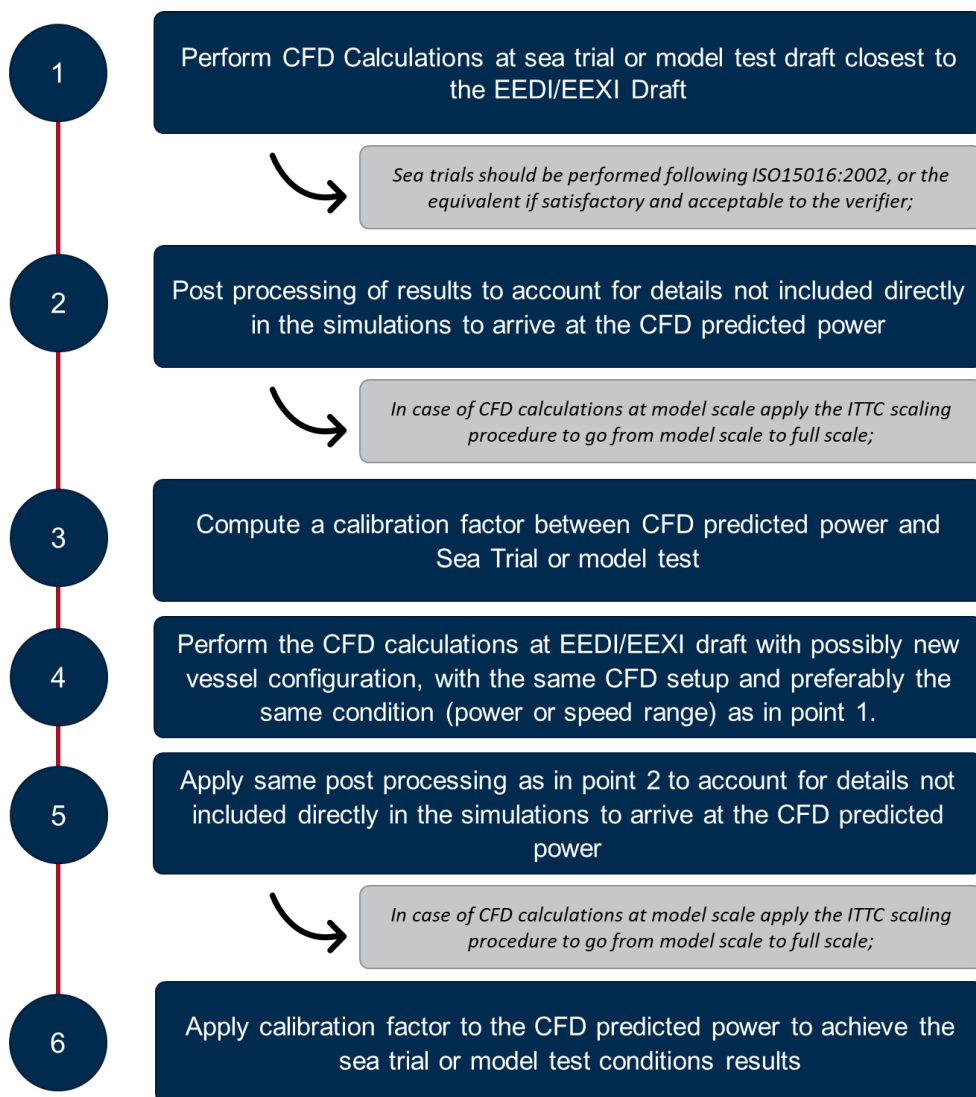 1
Perform CFD Calculations at sea trial or model test draft closest to
the EEDI/EEXI Draft
Sea trials should be performed following ISO15016:2002, or the
equivalent if satisfactory and acceptable to the verifier;
2
Post processing of results to account for details not included directly
in the simulations to arrive at the CFD predicted power
In case of CFD calculations at model scale apply the ITTC scaling
procedure to go from model scale to full scale;
3
Compute a calibration factor between CFD predicted power and
Sea Trial or model test
4
Perform the CFD calculations at EEDI/EEXI draft with possibly new
vessel configuration, with the same CFD setup and preferably the
same condition (power or speed range) as in point 1.
5
Apply same post processing as in point 2 to account for details not
included directly in the simulations to arrive at the CFD predicted
power
In case of CFD calculations at model scale apply the ITTC scaling
procedure to go from model scale to full scale;
6
Apply calibration factor to the CFD predicted power to achieve the
sea trial or model test conditions results